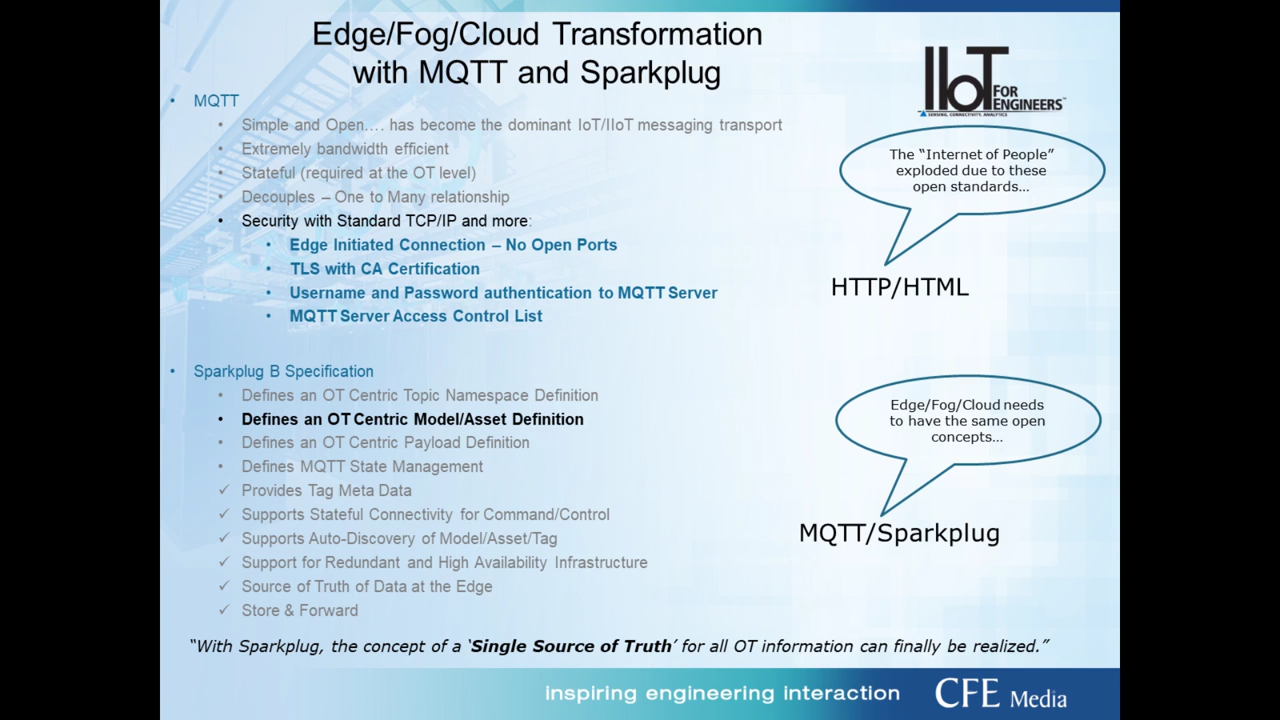 Edge/Fog/Cloud Transformation
with MQTT and Sparkplug
IIoT FOR
ENGINEERS™
SENSING, CONNECTIVITY, ANALYTICS
• MQTT
• Simple and Open.... has become the dominant IoT/IIoT messaging transport
• Extremely bandwidth efficient
• Stateful (required at the OT level)
• Decouples – One to Many relationship
• Security with Standard TCP/IP and more:
• Edge Initiated Connection – No Open Ports
• TLS with CA Certification
• Username and Password authentication to MQTT Server
• MQTT Server Access Control List
• Sparkplug B Specification
• Defines an OT Centric Topic Namespace Definition
• Defines an OT Centric Model/Asset Definition
• Defines an OT Centric Payload Definition
• Defines MQTT State Management
✓ Provides Tag Meta Data
✓ Supports Stateful Connectivity for Command/Control
✓ Supports Auto-Discovery of Model/Asset/Tag
✓ Support for Redundant and High Availability Infrastructure
✓ Source of Truth of Data at the Edge
✓ Store & Forward
The “Internet of People”
exploded due to these
open standards...
HTTP/HTML
Edge/Fog/Cloud needs
to have the same open
concepts...
MQTT/Sparkplug
“With Sparkplug, the concept of a ‘Single Source of Truth’ for all OT information can finally be realized.”
inspiring engineering interaction
CFE Media